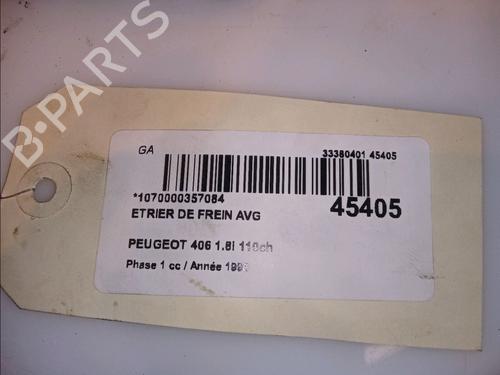 B-PARTS
GA
33380401 45405
*1070000357084
ETRIER DE FREIN AVG
45405
PEUGEOT 406 1.8i 110ch
Phase 1 cc / Année